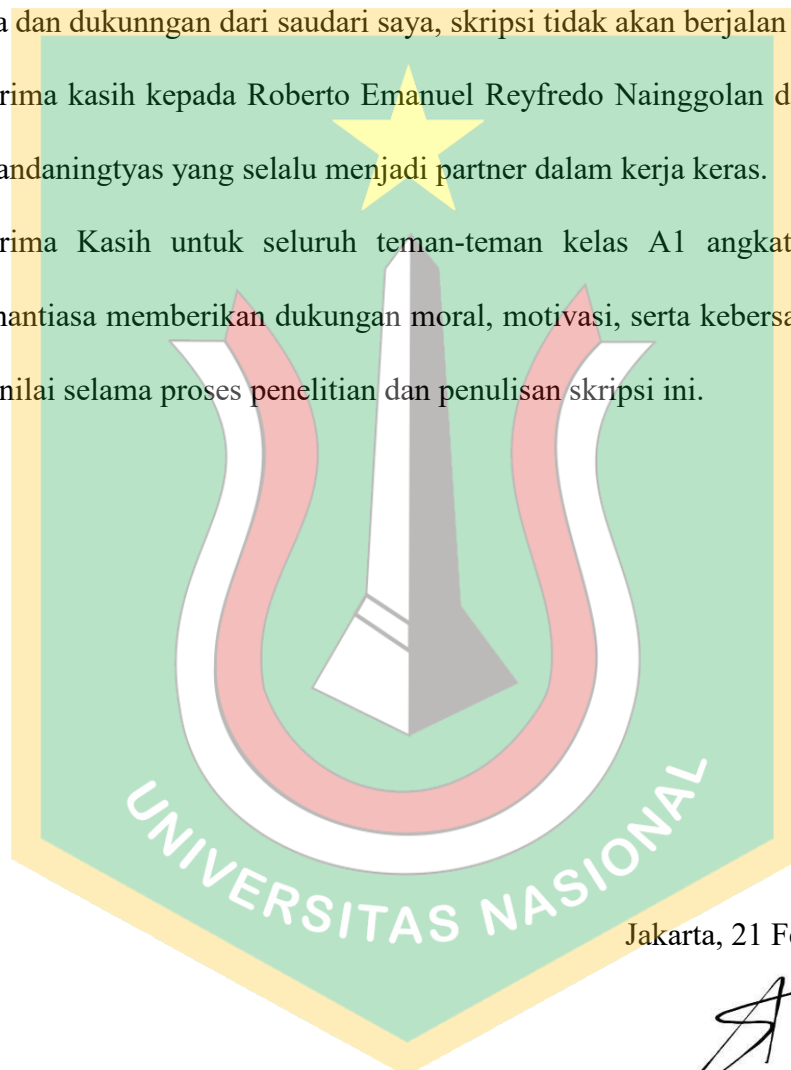 a dan dukunngan dari saudari saya, skripsi tidak akan berjalan
rima kasih kepada Roberto Emanuel Reyfredo Nainggolan d
andaningtyas yang selalu menjadi partner dalam kerja keras.
rima Kasih untuk seluruh teman-teman kelas A1 angkat
nantiasa memberikan dukungan moral, motivasi, serta kebersa
nilai selama proses penelitian dan penulisan skripsi ini.
UNIVERSITAS NASIONAL
Jakarta, 21 Fe